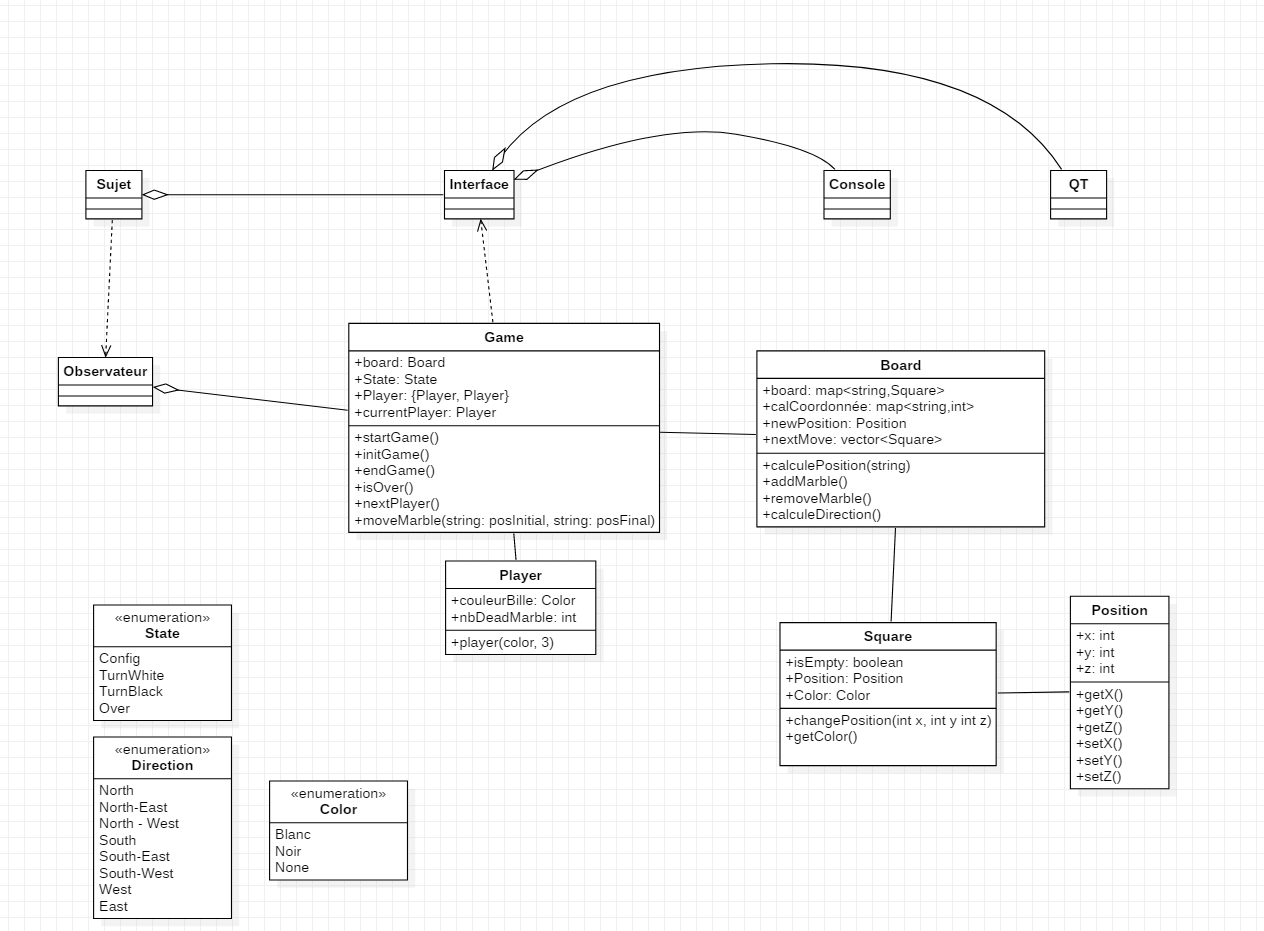 Sujet
Interface
Console
QT
Observateur
Game
+board: Board
+State: State
+Player: {Player, Player}
+currentPlayer: Player
+startGame()
+initGame()
+endGame()
+isOver()
+nextPlayer()
+moveMarble(string: posInitial, string: posFinal)
Board
+board: map<string,Square>
+calCoordonnée: map<string,int>
+newPosition: Position
+nextMove: vector<Square>
+calculePosition(string)
+addMarble()
+removeMarble()
+calculeDirection()
Player
+couleurBille: Color
+nbDeadMarble: int
+player(color, 3)
«enumeration»
State
Config
TurnWhite
TurnBlack
Over
Square
+isEmpty: boolean
+Position: Position
+Color: Color
+changePosition(int x, int y int z)
+getColor()
Position
+x: int
+y: int
+z: int
+getX()
+getY()
+getZ()
+setX()
+setY()
+setZ()
«enumeration»
Direction
North
North-East
North - West
South
South-East
South-West
West
East
«enumeration»
Color
Blanc
Noir
None